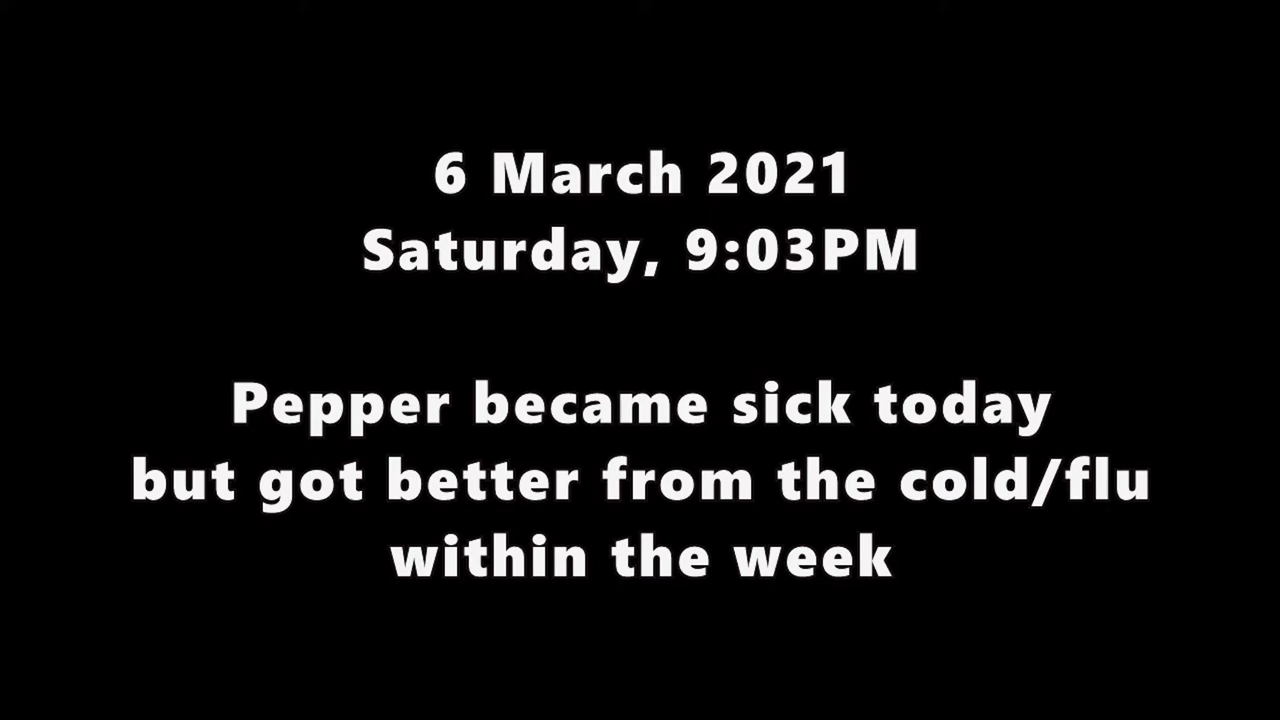 6 March 2021
Saturday, 9:03PM
Pepper became sick today
but got better from the cold/flu
within the week